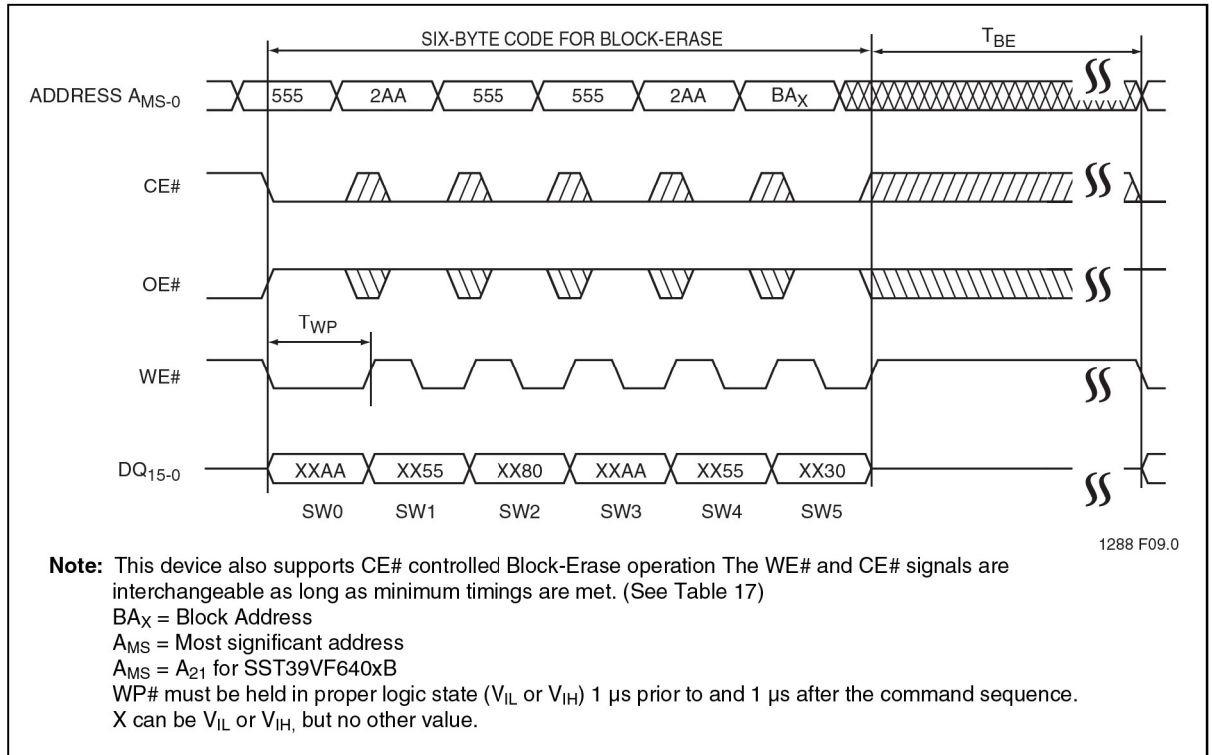 SIX-BYTE CODE FOR BLOCK-ERASE
TBE
ADDRESS AMS-0
555 2AA 555 555 2AA BAX
CE#
OE#
TWP
WE#
DQ15-0
XXAA XX55 XX80 XXAA XX55 XX30
SW0 SW1 SW2 SW3 SW4 SW5
1288 F09.0
Note: This device also supports CE# controlled Block-Erase operation The WE# and CE# signals are
interchangeable as long as minimum timings are met. (See Table 17)
BAX = Block Address
AMS = Most significant address
AMS = A21 for SST39VF640xB
WP# must be held in proper logic state (VIL or VIH) 1 µs prior to and 1 µs after the command sequence.
X can be VIL or VIH, but no other value.